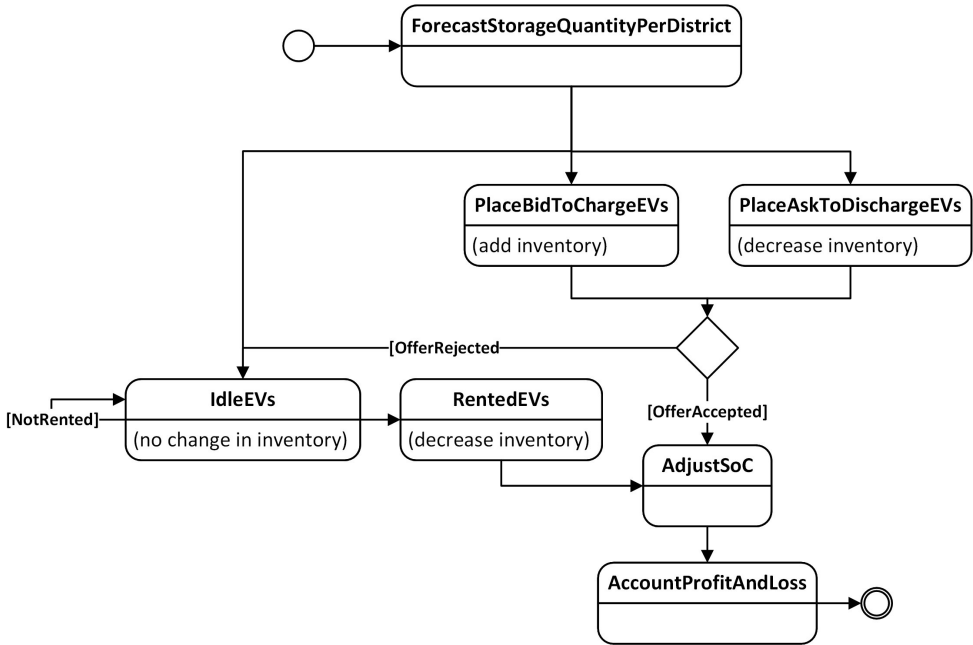 ForecastStorageQuantityPerDistrict
PlaceBidToChargeEVs
(add inventory)
PlaceAskToDischargeEVs
(decrease inventory)
[OfferRejected
IdleEVs
(no change in inventory)
[NotRented]
RentedEVs
(decrease inventory)
[OfferAccepted]
AdjustSoC
AccountProfitAndLoss